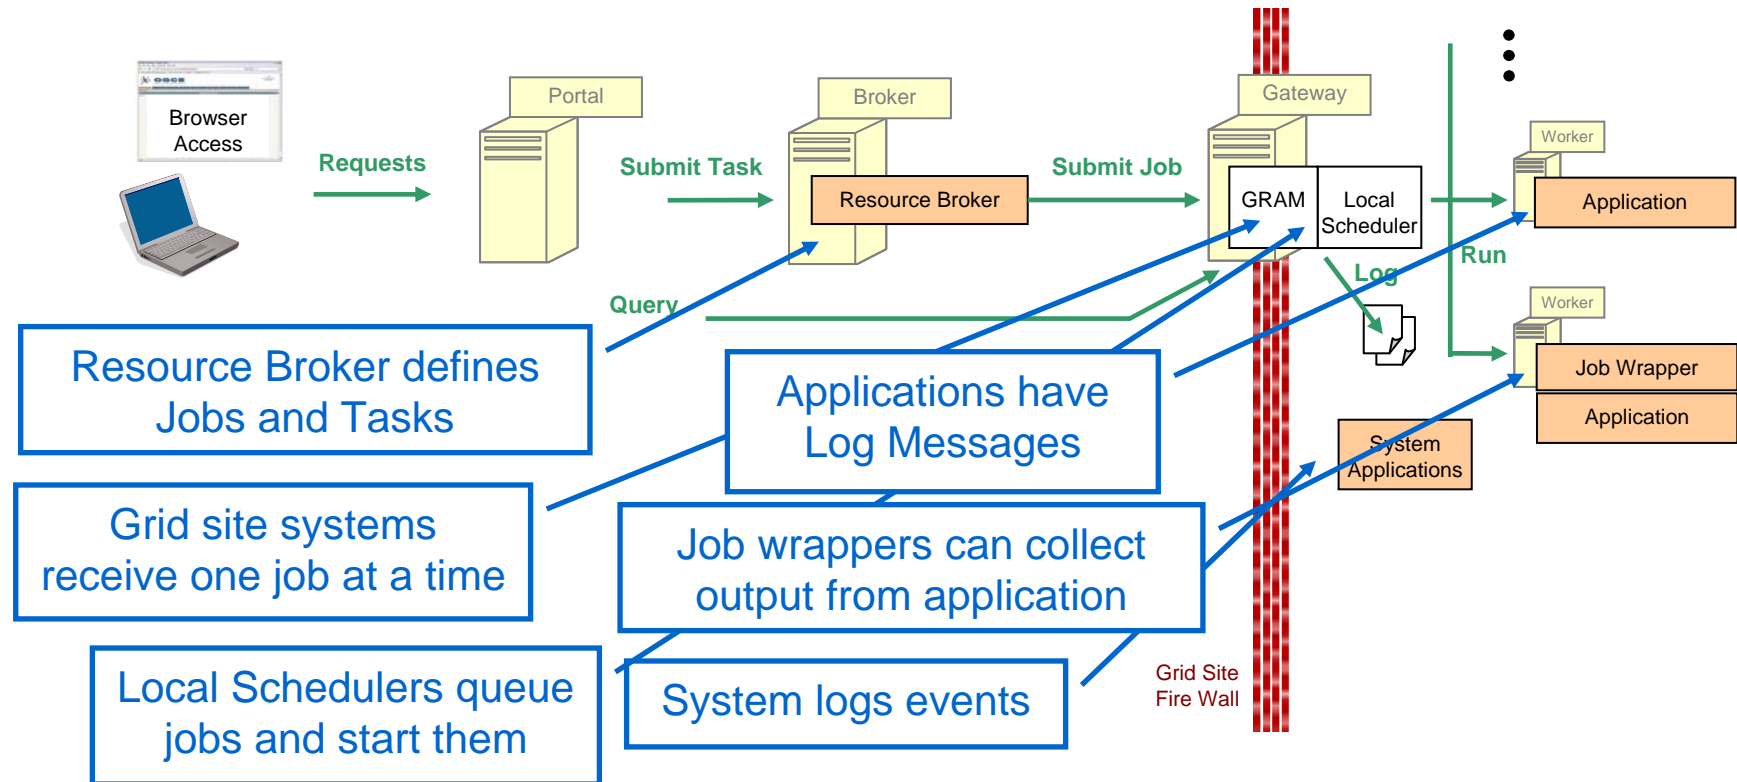 OGCE
Browser
Access
Requests
Portal
Submit Task
Broker
Resource Broker
Submit Job
Gateway
GRAM
Local
Scheduler
Worker
Application
Run
Log
Query
Worker
Job Wrapper
Application
System
Applications
Resource Broker defines
Jobs and Tasks
Applications have
Log Messages
Grid site systems
receive one job at a time
Job wrappers can collect
output from application
Local Schedulers queue
jobs and start them
System logs events
Grid Site
Fire Wall